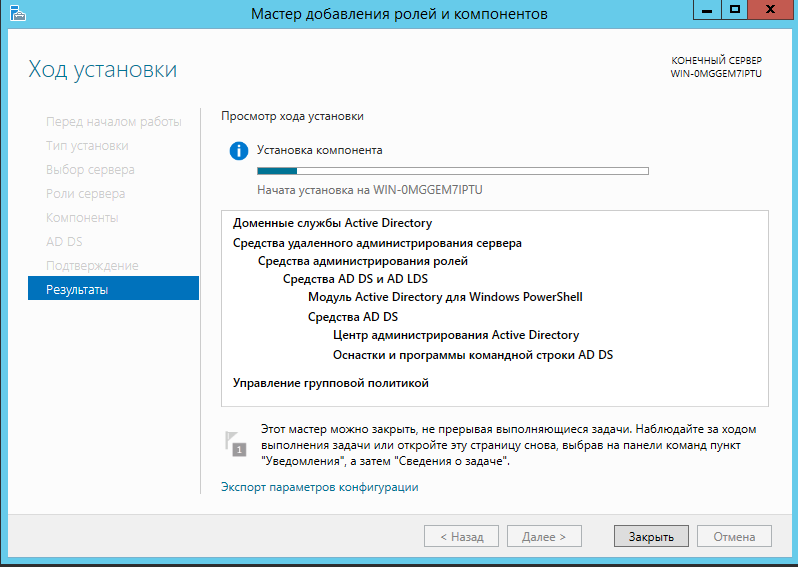 Мастер добавления ролей и компонентов
Ход установки
КОНЕЧНЫЙ СЕРВЕР
WIN-0MGGEM7IPTU
Перед началом работы
Тип установки
Выбор сервера
Роли сервера
Компоненты
AD DS
Подтверждение
Результаты
Просмотр хода установки
Установка компонента
Начата установка на WIN-0MGGEM7IPTU
Доменные службы Active Directory
Средства удаленного администрирования сервера
Средства администрирования ролей
Средства AD DS и AD LDS
Модуль Active Directory для Windows PowerShell
Средства AD DS
Центр администрирования Active Directory
Оснастки и программы командной строки AD DS
Управление групповой политикой
1
Этот мастер можно закрыть, не прерывая выполняющиеся задачи. Наблюдайте за ходом
выполнения задачи или откройте эту страницу снова, выбрав на панели команд пункт
"Уведомления", а затем "Сведения о задаче".
Экспорт параметров конфигурации
< Назад
Далее >
Закрыть
Отмена